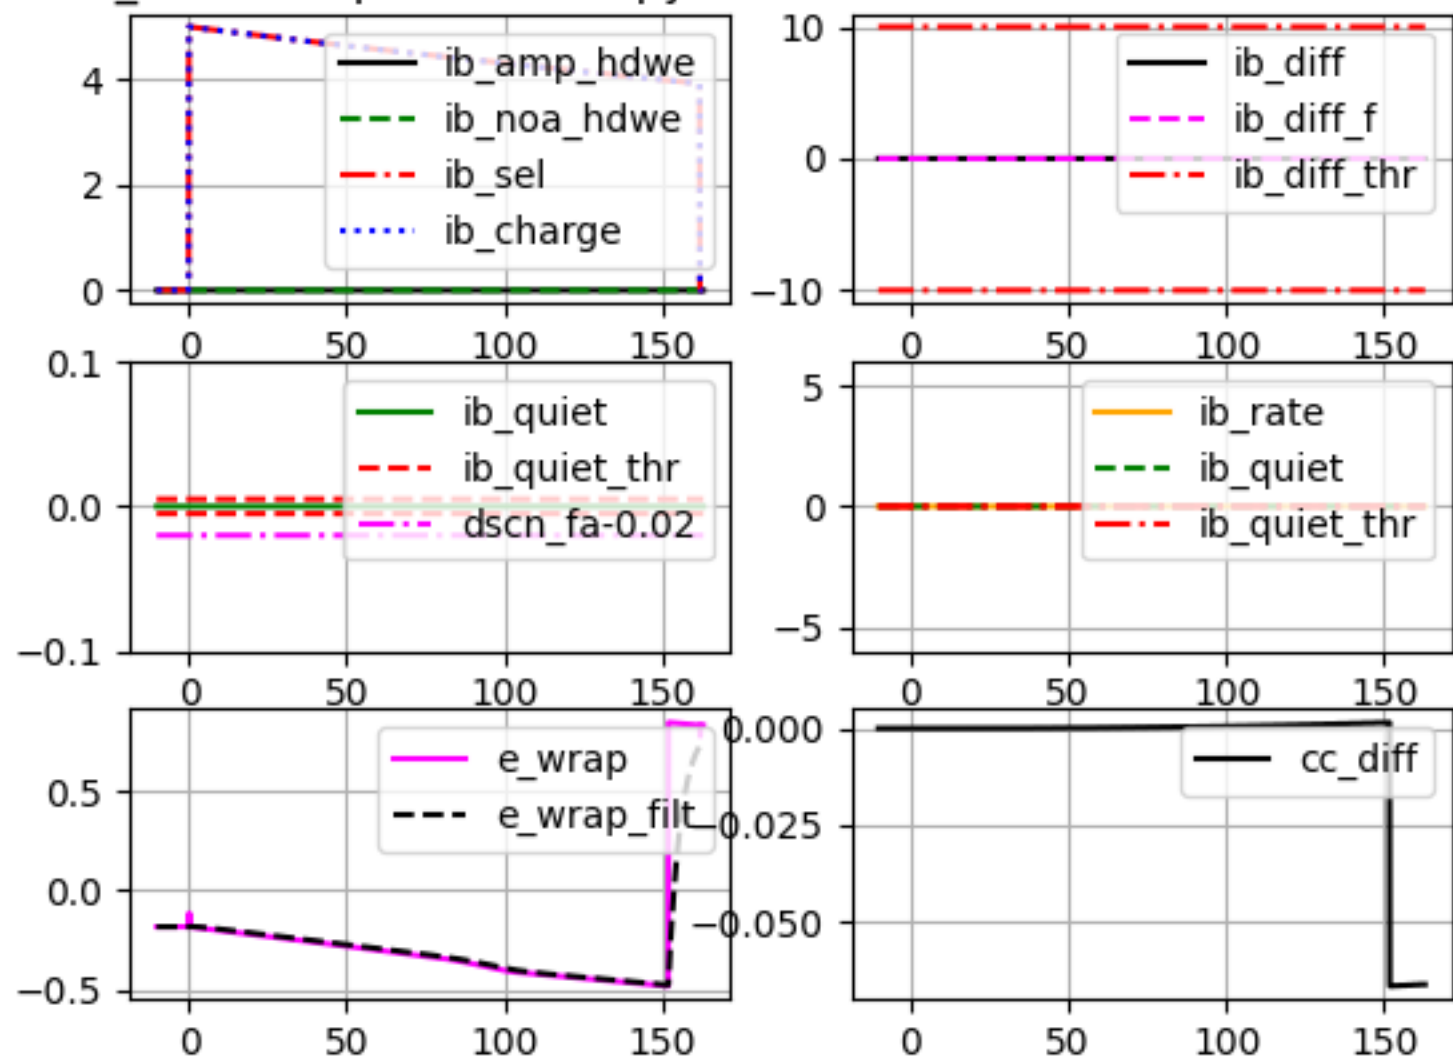 4
2
0
ib_amp_hdwe
ib_noa_hdwe
ib_sel
ib_charge
0 50 100 150
10
0
−10
ib_diff
ib_diff_f
ib_diff_thr
0 50 100 150
0.1
0.0
−0.1
ib_quiet
ib_quiet_thr
dscn_fa-0.02
0 50 100 150
5
0
−5
ib_rate
ib_quiet
ib_quiet_thr
0 50 100 150
0.5
0.0
−0.5
e_wrap
e_wrap_filt
0 50 100 150
0.000
−0.025
−0.050
cc_diff
0 50 100 150